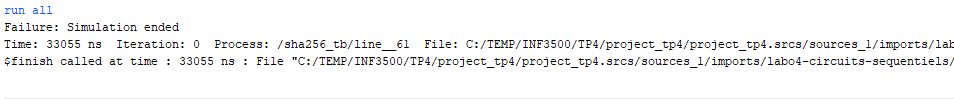 run all
Failure: Simulation ended
Time: 33055 ns  Iteration: 0  Process: /sha256_tb/line__61  File: C:/TEMP/INF3500/TP4/project_tp4/project_tp4.srcs/sources_1/imports/lab
$finish called at time : 33055 ns : File "C:/TEMP/INF3500/TP4/project_tp4/project_tp4.srcs/sources_1/imports/labo4-circuits-sequentiels/